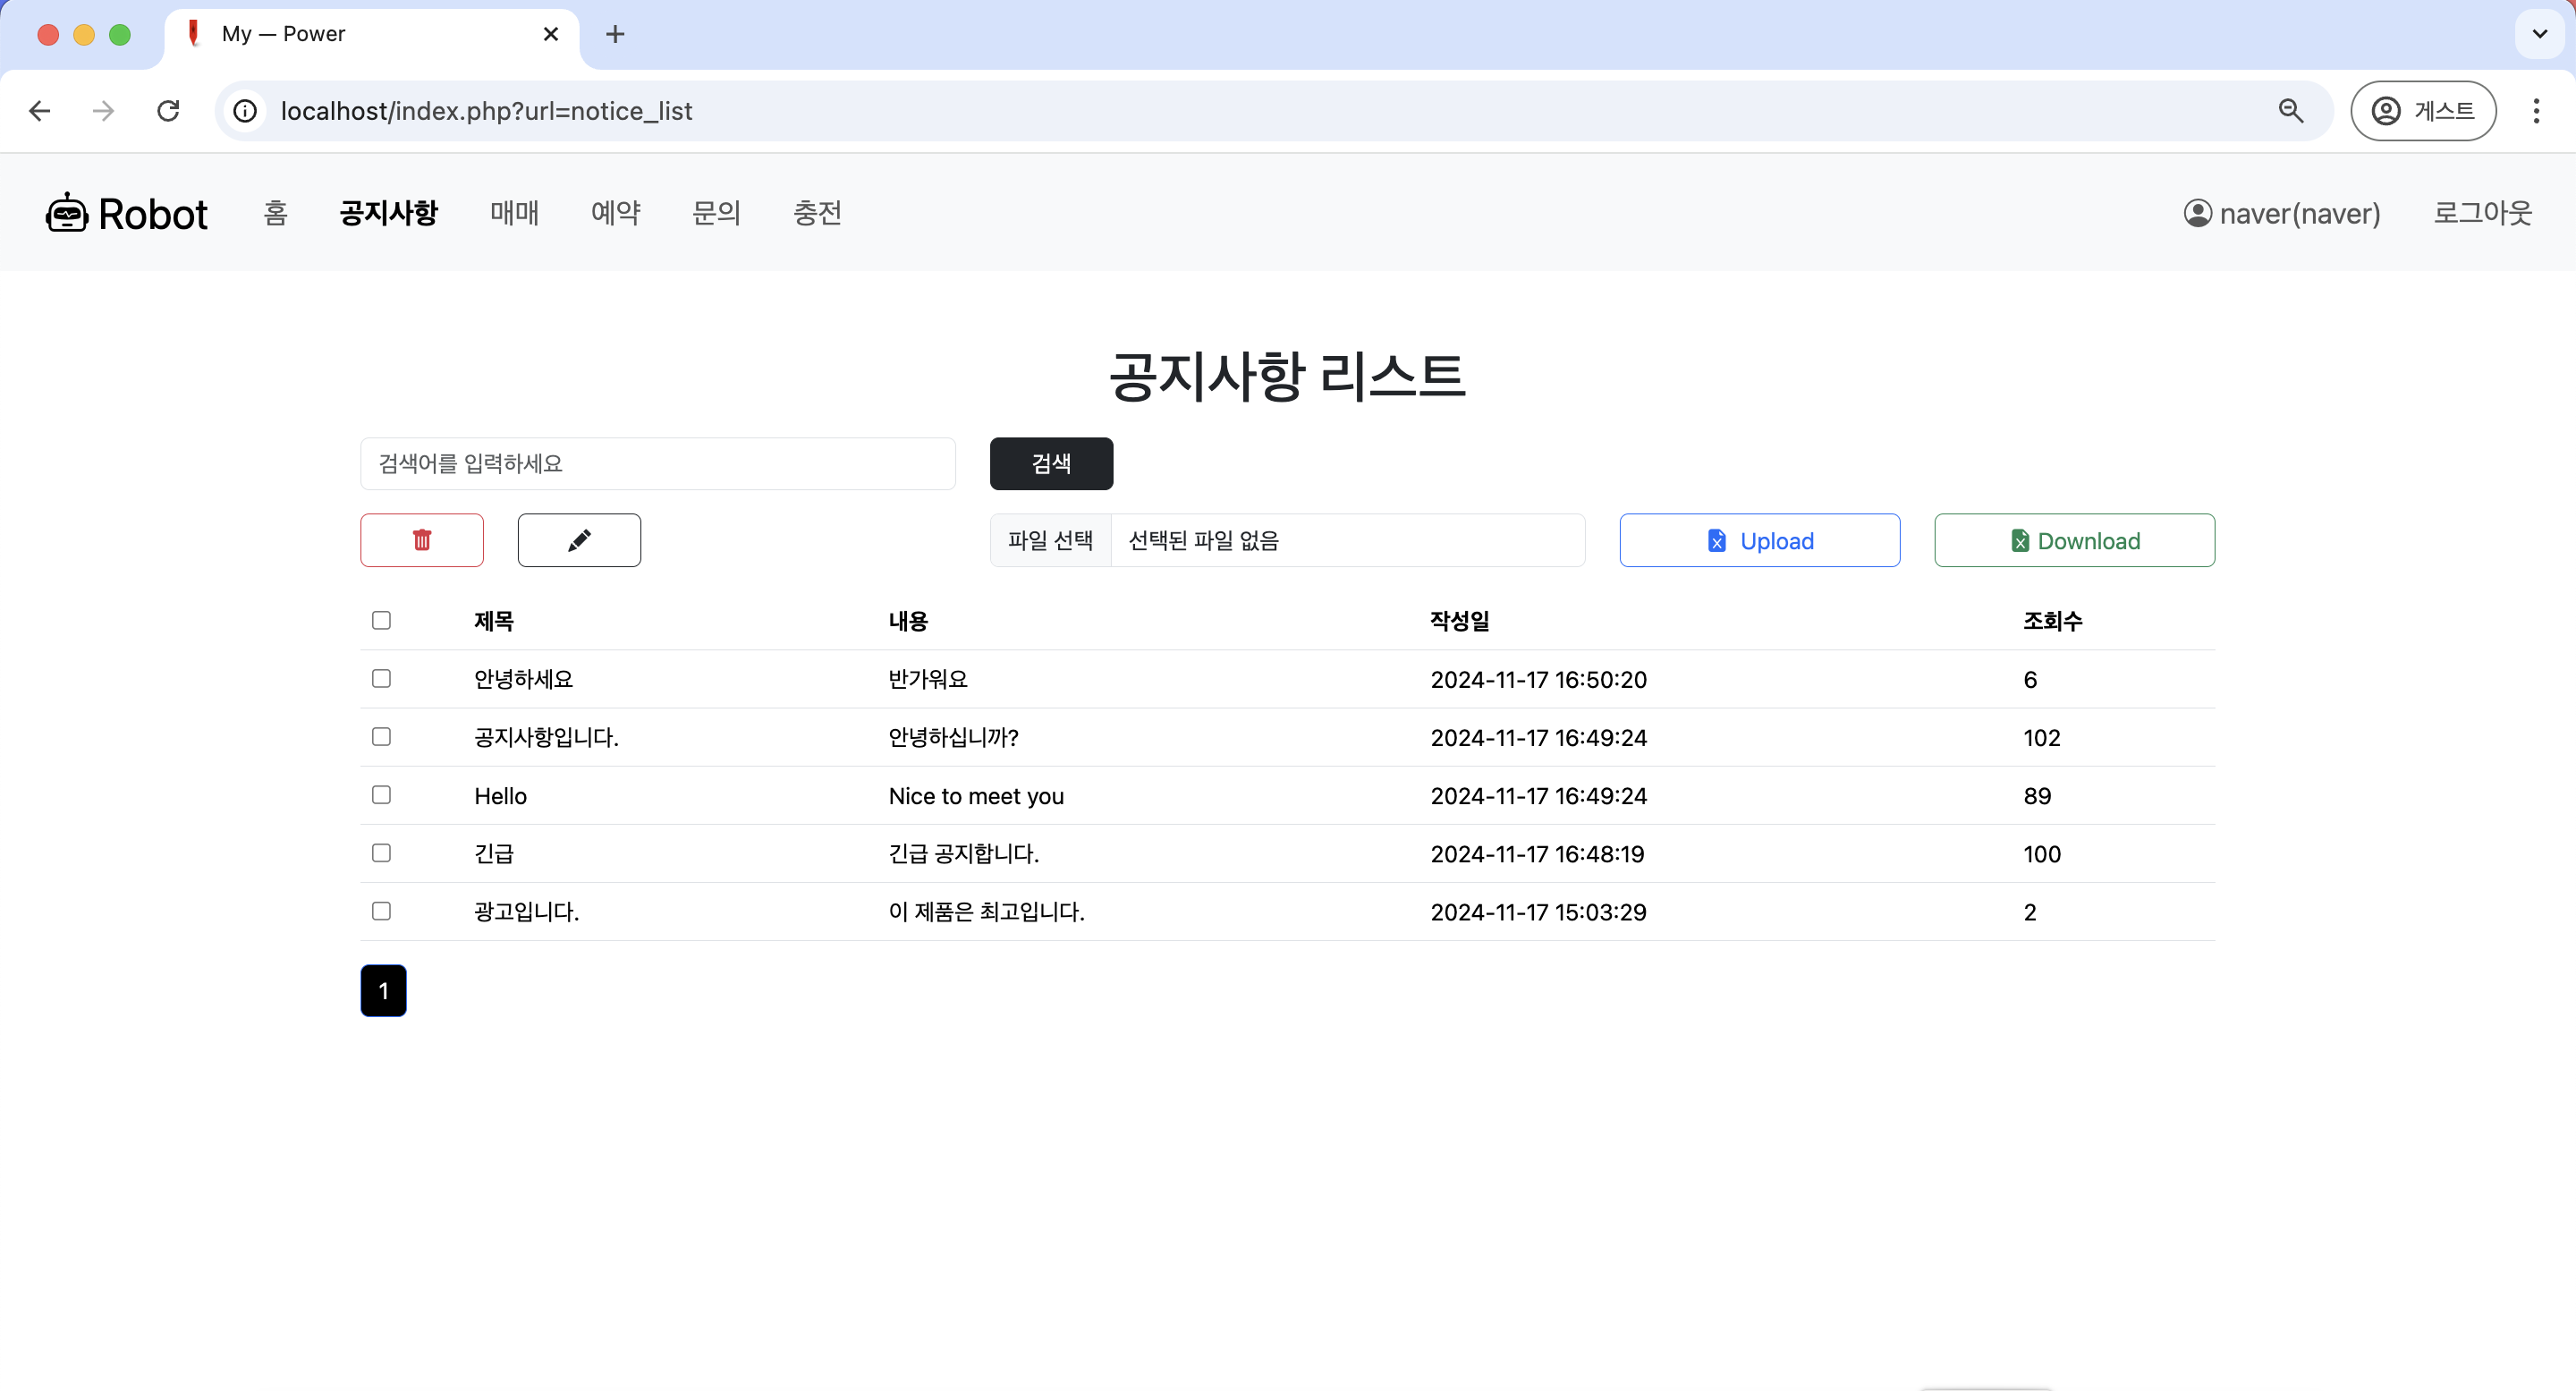 My — Power
localhost/index.php?url=notice_list 게스트
Robot 홈 공지사항 매매 예약 문의 충전 naver(naver) 로그아웃
공지사항 리스트
검색어를 입력하세요 검색
파일 선택 선택된 파일 없음 Upload Download
제목 내용 작성일 조회수
안녕하세요 반가워요 2024-11-17 16:50:20 6
공지사항입니다. 안녕하십니까? 2024-11-17 16:49:24 102
Hello Nice to meet you 2024-11-17 16:49:24 89
긴급 긴급 공지합니다. 2024-11-17 16:48:19 100
광고입니다. 이 제품은 최고입니다. 2024-11-17 15:03:29 2
1